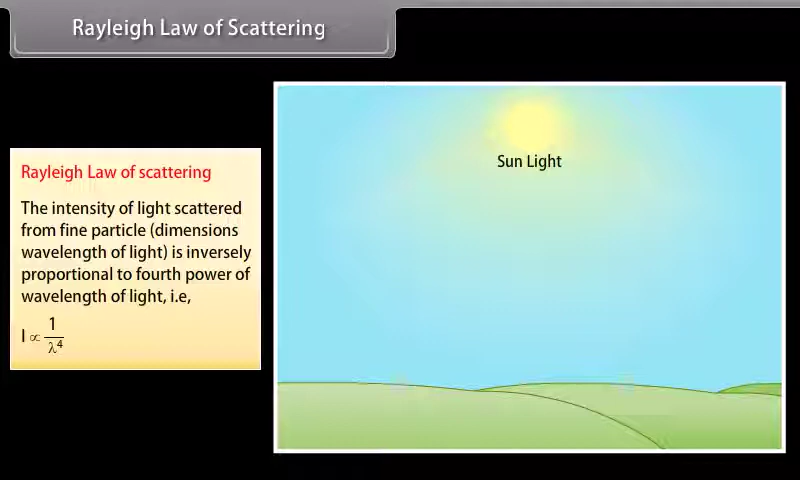 Rayleigh Law of Scattering
Rayleigh Law of scattering
The intensity of light scattered
from fine particle (dimensions
wavelength of light) is inversely
proportional to fourth power of
wavelength of light, i.e,
I ∝ 1/λ⁴
Sun Light